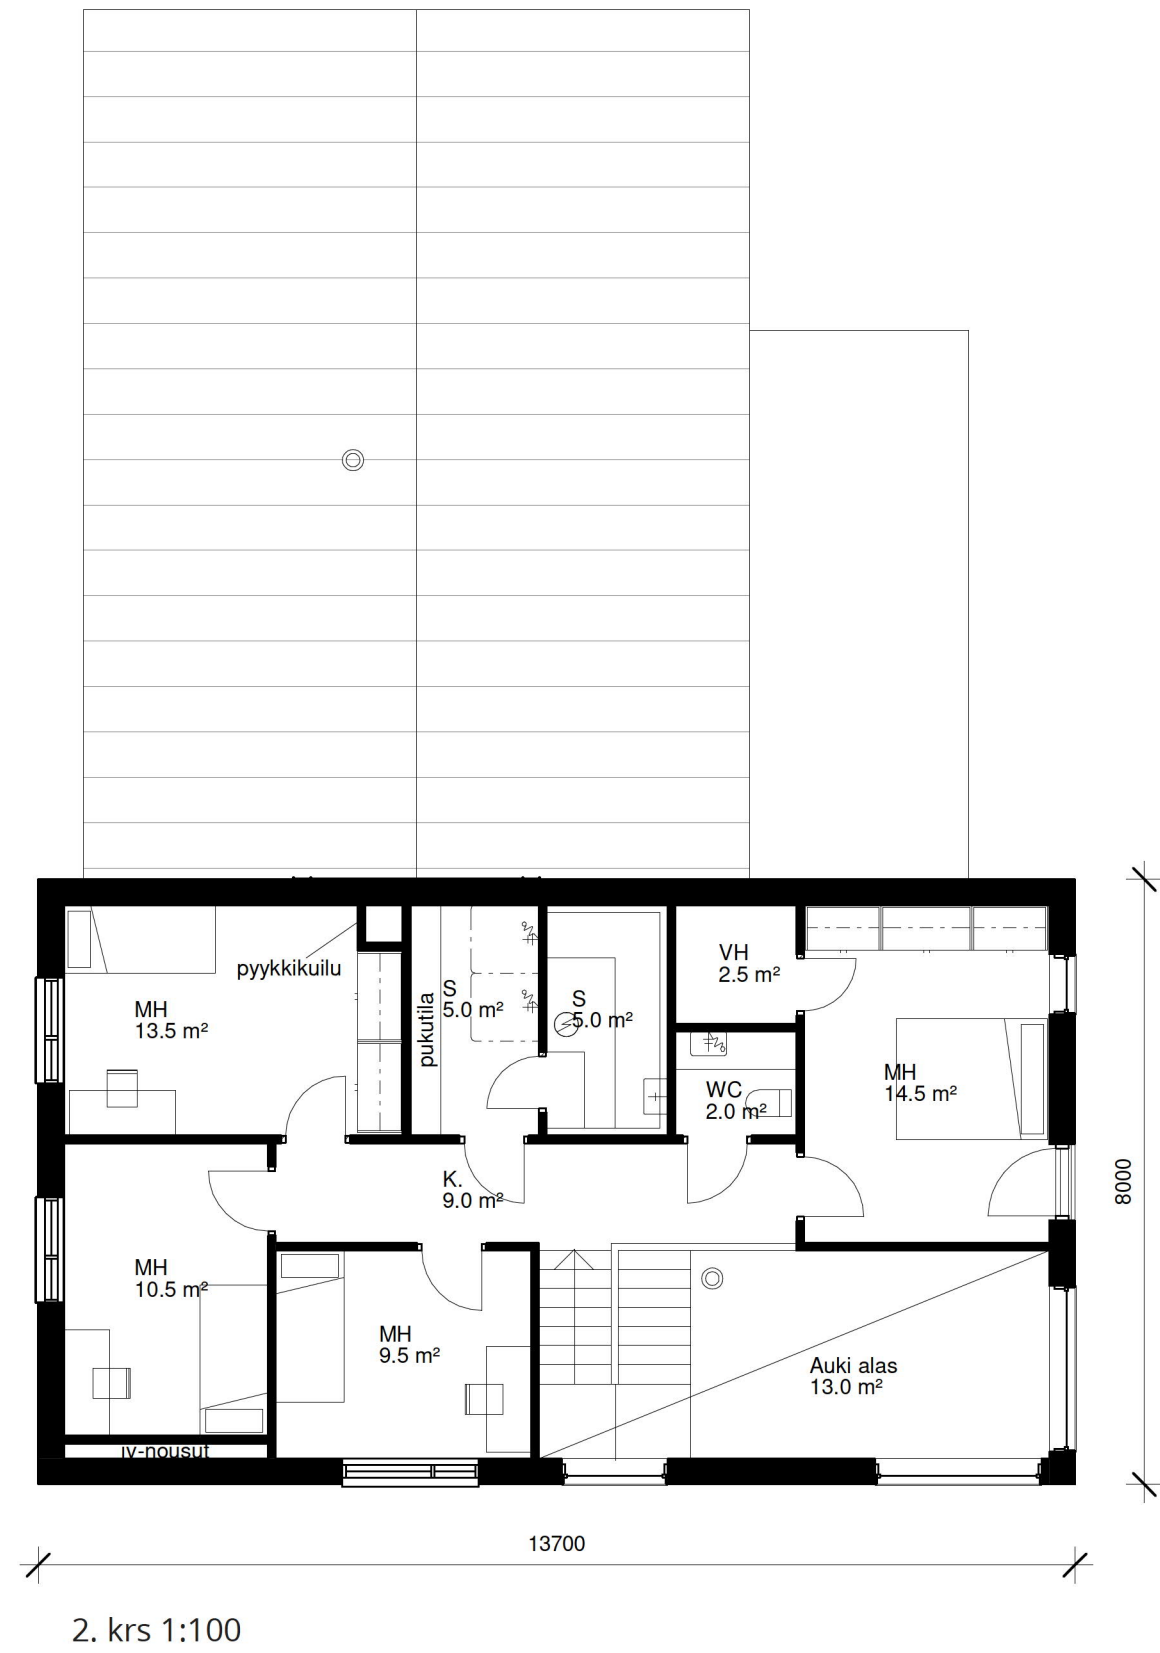 pyykkikuilu
MH
13.5 m²
pukutila
S
5.0 m²
S
5.0 m²
VH
2.5 m²
WC
2.0 m²
MH
14.5 m²
K.
9.0 m²
MH
10.5 m²
MH
9.5 m²
Auki alas
13.0 m²
iv-nousut
8000
13700
2. krs 1:100